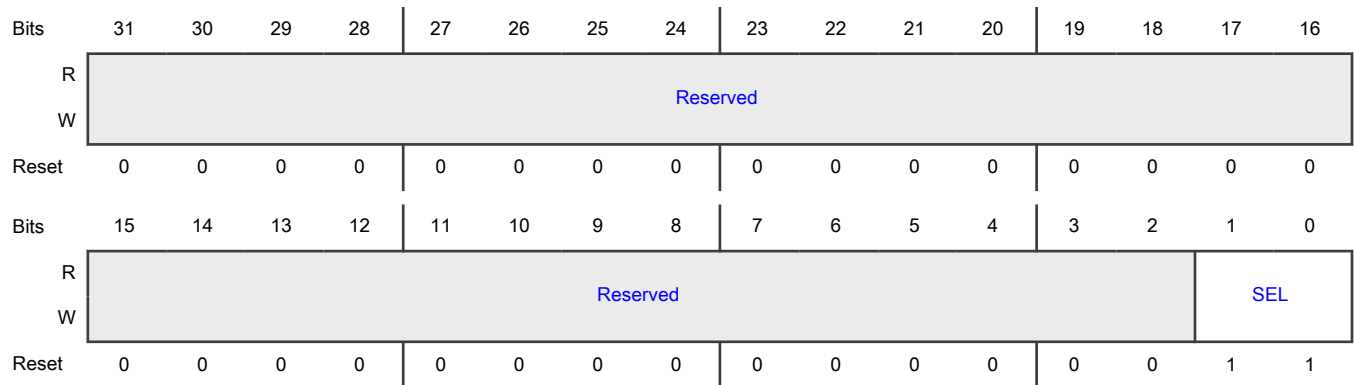 Bits 31 30 29 28 27 26 25 24 23 22 21 20 19 18 17 16
R
Reserved
W
Reset 0 0 0 0 0 0 0 0 0 0 0 0 0 0 0 0
Bits 15 14 13 12 11 10 9 8 7 6 5 4 3 2 1 0
R
Reserved SEL
W
Reset 0 0 0 0 0 0 0 0 0 0 0 0 0 0 1 1